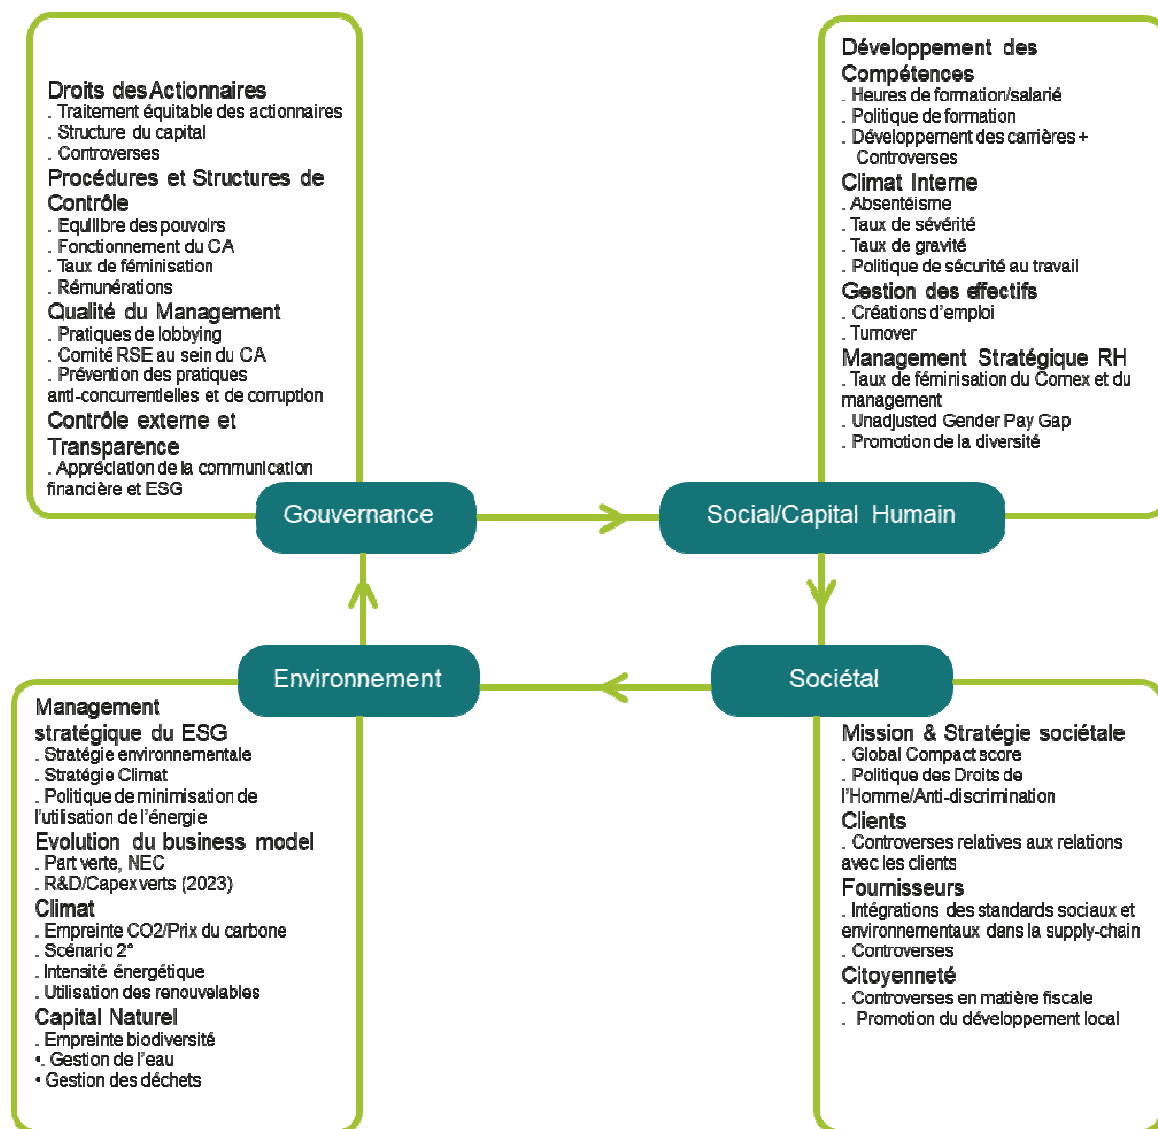 Droits des Actionnaires
. Traitement équitable des actionnaires
. Structure du capital
. Controverses
Procédures et Structures de
Contrôle
. Equilibre des pouvoirs
. Fonctionnement du CA
. Taux de féminisation
. Rémunérations
Qualité du Management
. Pratiques de lobbying
. Comité RSE au sein du CA
. Prévention des pratiques
anti-concurrentielles et de corruption
Contrôle externe et
Transparence
. Appréciation de la communication
financière et ESG
Gouvernance
Développement des
Compétences
. Heures de formation/salarié
. Politique de formation
. Développement des carrières +
Controverses
Climat Interne
. Absentéisme
. Taux de sévérité
. Taux de gravité
. Politique de sécurité au travail
Gestion des effectifs
. Créations d'emploi
. Turnover
Management Stratégique RH
. Taux de féminisation du Comex et du
management
. Unadjusted Gender Pay Gap
. Promotion de la diversité
Social/Capital Humain
Environnement
Management
stratégique du ESG
. Stratégie environnementale
. Stratégie Climat
. Politique de minimisation de
l'utilisation de l'énergie
Evolution du business model
. Part verte, NEC
. R&D/Capex verts (2023)
Climat
. Empreinte CO2/Prix du carbone
. Scénario 2°
. Intensité énergétique
. Utilisation des renouvelables
Capital Naturel
. Empreinte biodiversité
•. Gestion de l'eau
• Gestion des déchets
Sociétal
Mission & Stratégie sociétale
. Global Compact score
. Politique des Droits de
l'Homme/Anti-discrimination
Clients
. Controverses relatives aux relations
avec les clients
Fournisseurs
. Intégrations des standards sociaux et
environnementaux dans la supply-chain
. Controverses
Citoyenneté
. Controverses en matière fiscale
. Promotion du développement local